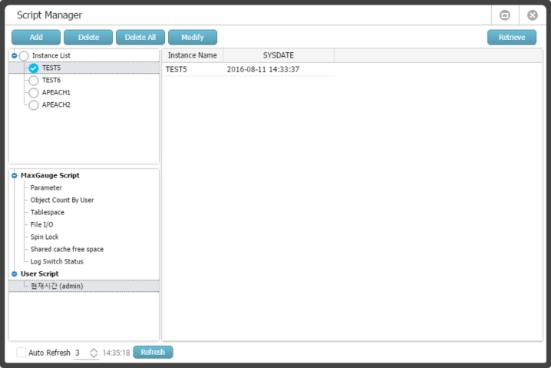 Script Manager
Add Delete Delete All Modify Retrieve
Instance List
TEST5
TEST6
APEACH1
APEACH2
Instance Name SYSDATE
TEST5 2016-08-11 14:33:37
MaxGauge Script
Parameter
Object Count By User
Tablespace
File I/O
Spin Lock
Shared cache free space
Log Switch Status
User Script
현재시간 (admin)
Auto Refresh 3 14:35:18 Refresh